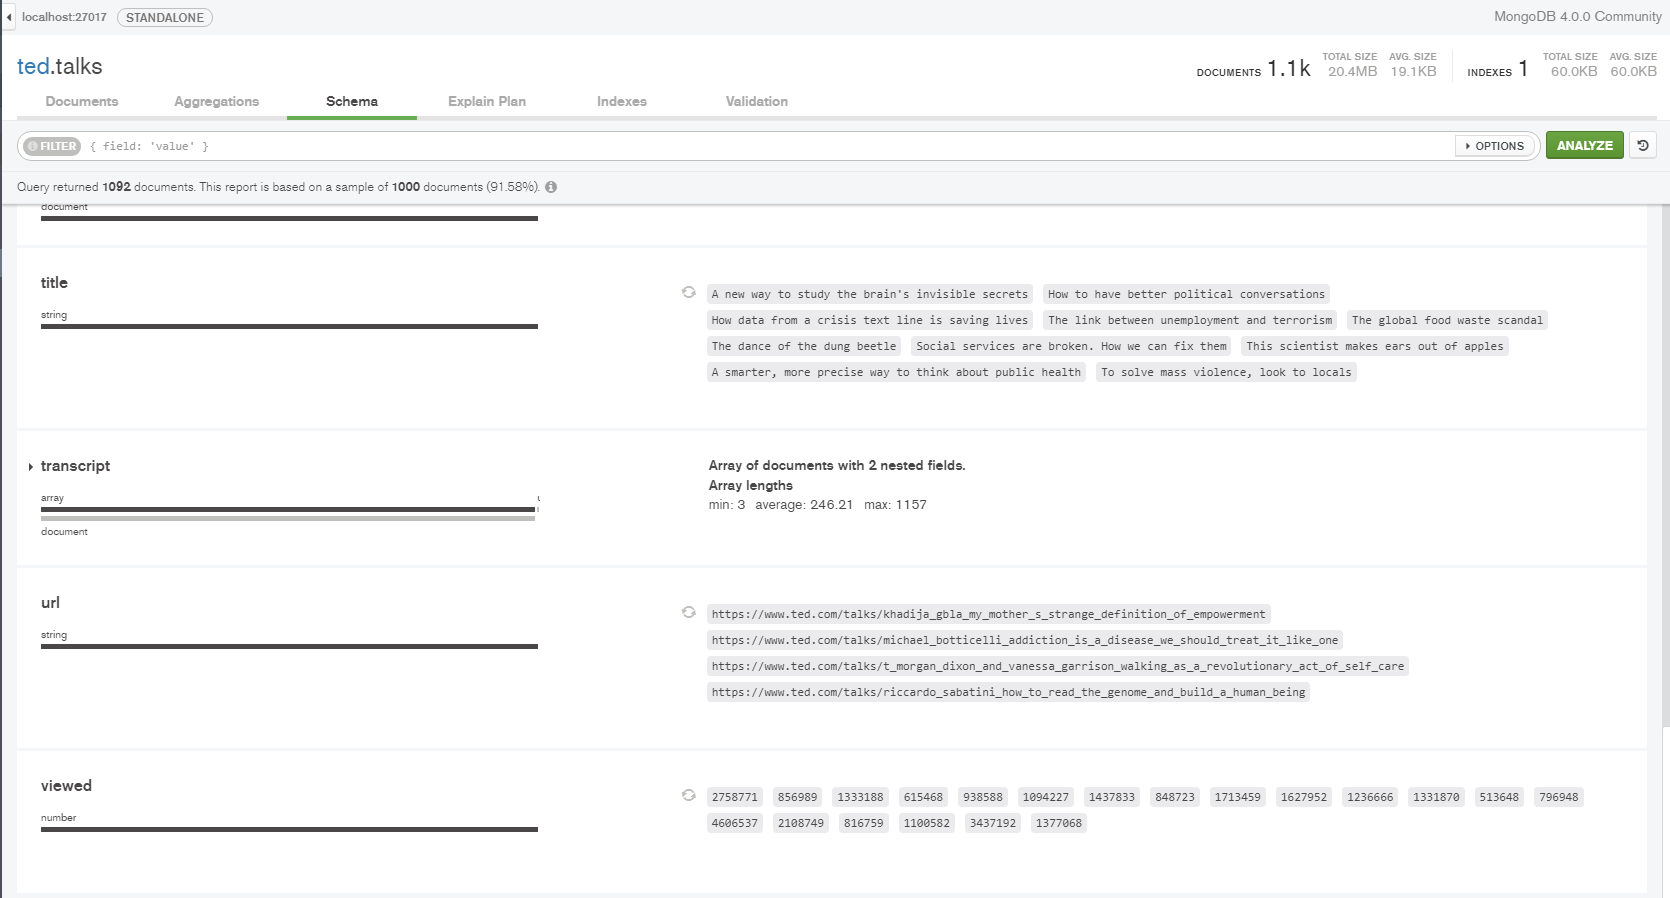 localhost:27017 STANDALONE MongoDB 4.0.0 Community
ted.talks
DOCUMENTS 1.1k TOTAL SIZE 20.4MB AVG. SIZE 19.1KB INDEXES 1 TOTAL SIZE 60.0KB AVG. SIZE 60.0KB
Documents Aggregations Schema Explain Plan Indexes Validation
FILTER { field: 'value' } OPTIONS ANALYZE
Query returned 1092 documents. This report is based on a sample of 1000 documents (91.58%).
document
title
string
A new way to study the brain's invisible secrets How to have better political conversations
How data from a crisis text line is saving lives The link between unemployment and terrorism The global food waste scandal
The dance of the dung beetle Social services are broken. How we can fix them This scientist makes ears out of apples
A smarter, more precise way to think about public health To solve mass violence, look to locals
transcript
array
document
Array of documents with 2 nested fields.
Array lengths
min: 3 average: 246.21 max: 1157
url
string
https://www.ted.com/talks/khadija_gbla_my_mother_s_strange_definition_of_empowerment
https://www.ted.com/talks/michael_botticelli_addiction_is_a_disease_we_should_treat_it_like_one
https://www.ted.com/talks/t_morgan_dixon_and_vanessa_garrison_walking_as_a_revolutionary_act_of_self_care
https://www.ted.com/talks/riccardo_sabatini_how_to_read_the_genome_and_build_a_human_being
viewed
number
2758771 856989 1333188 615468 938588 1094227 1437833 848723 1713459 1627952 1236666 1331870 513648 796948
4606537 2108749 816759 1100582 3437192 1377068